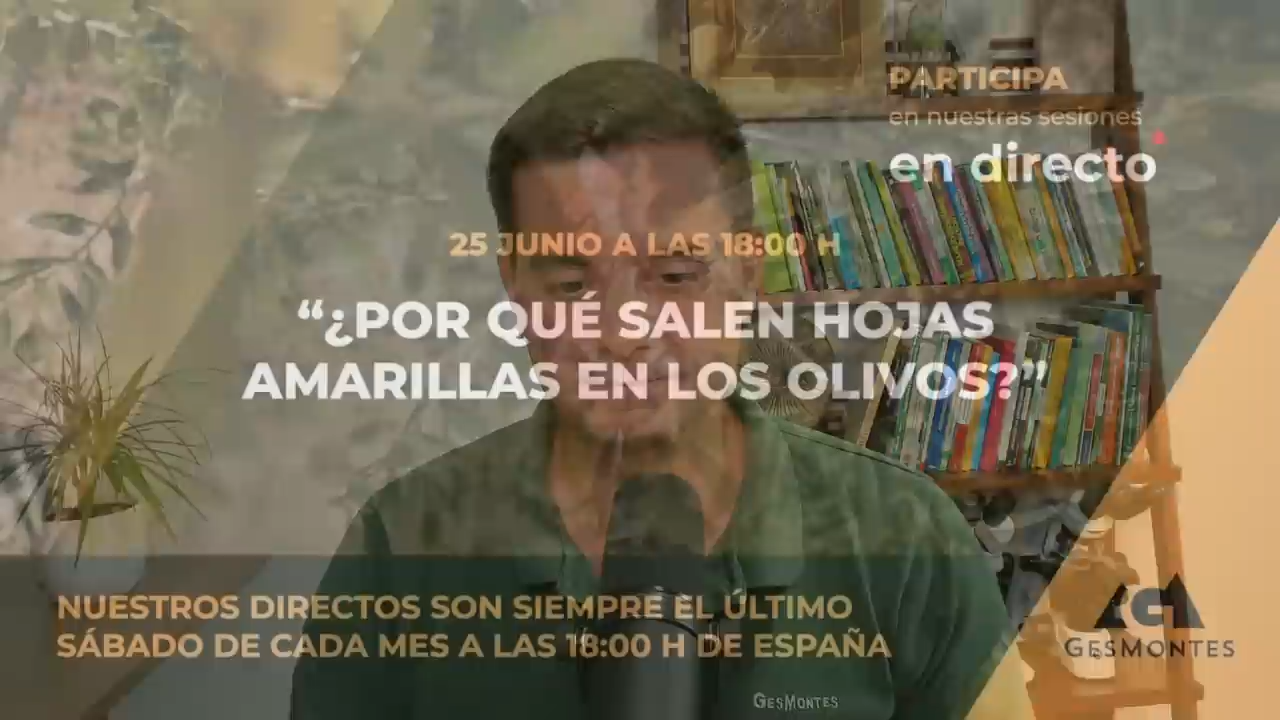 PARTICIPA
en nuestras sesiones
en directo
25 JUNIO A LAS 18:00 H
“¿POR QUÉ SALEN HOJAS
AMARILLAS EN LOS OLIVOS?”
NUESTROS DIRECTOS SON SIEMPRE EL ÚLTIMO
SÁBADO DE CADA MES A LAS 18:00 H DE ESPAÑA
GESMONTES
GESMONTES